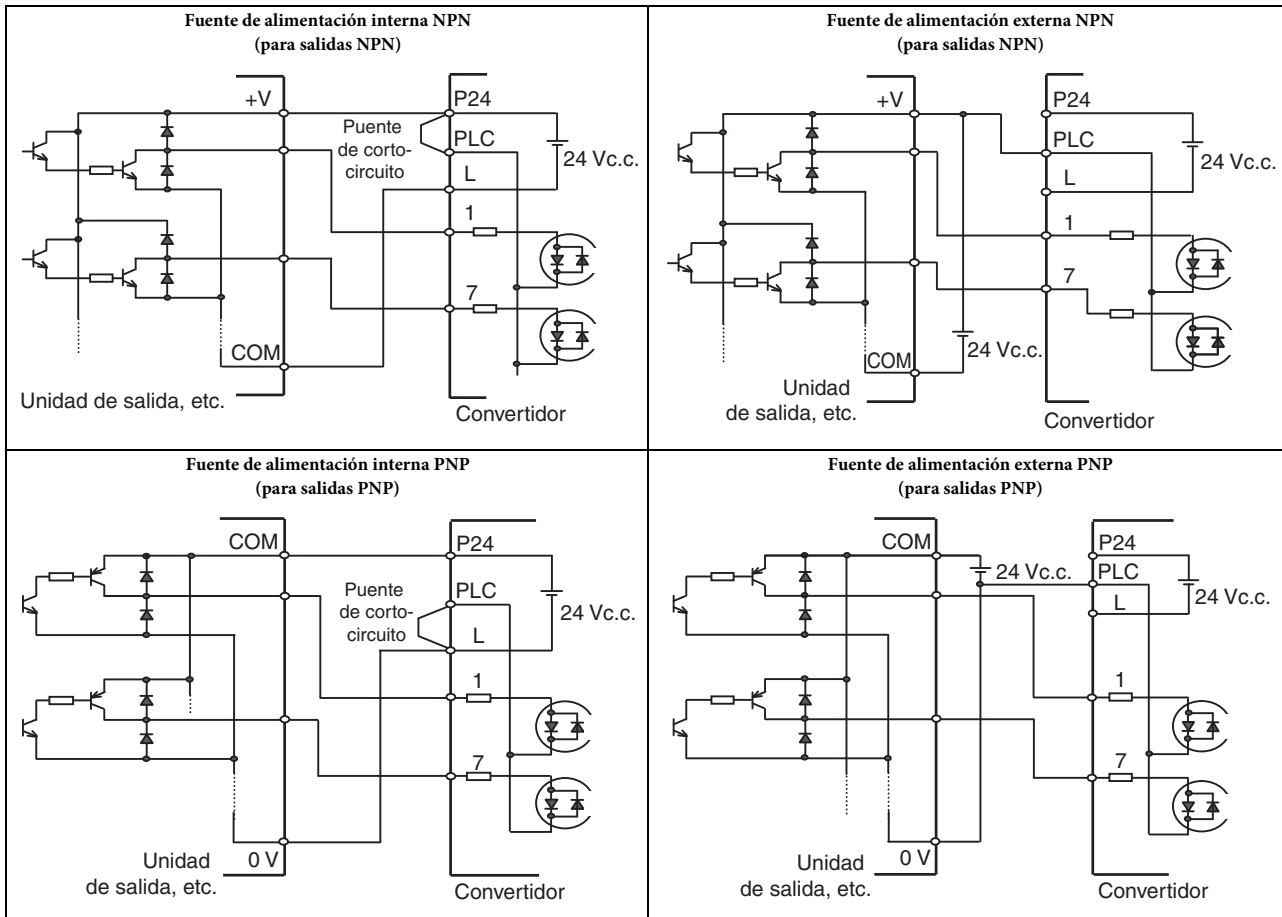 Fuente de alimentación interna NPN
(para salidas NPN)
+V
P24
Puente
de corto-
circuito
PLC
24 Vc.c.
L
1
7
COM
Unidad de salida, etc.
Convertidor
Fuente de alimentación externa NPN
(para salidas NPN)
+V
P24
PLC
24 Vc.c.
L
1
7
24 Vc.c.
COM
Unidad
de salida, etc.
Convertidor
Fuente de alimentación interna PNP
(para salidas PNP)
COM
P24
Puente
de corto-
circuito
PLC
24 Vc.c.
L
1
7
0 V
Unidad
de salida, etc.
Convertidor
Fuente de alimentación externa PNP
(para salidas PNP)
COM
P24
24 Vc.c.
PLC
24 Vc.c.
L
1
7
0 V
Unidad
de salida, etc.
Convertidor